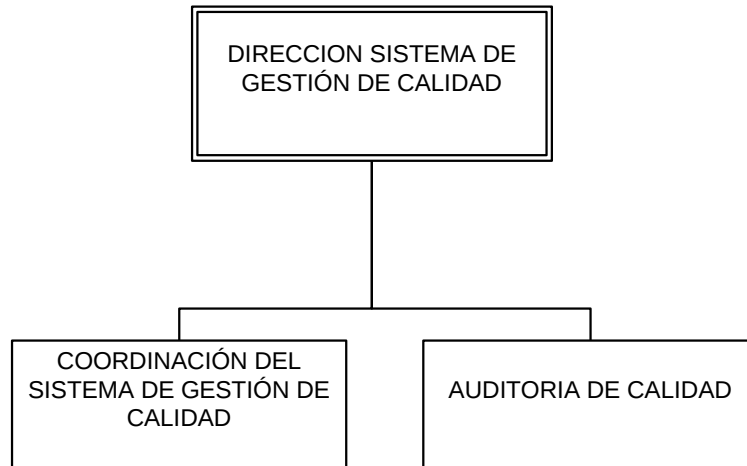 DIRECCION SISTEMA DE
GESTIÓN DE CALIDAD
COORDINACIÓN DEL
SISTEMA DE GESTIÓN DE
CALIDAD
AUDITORIA DE CALIDAD